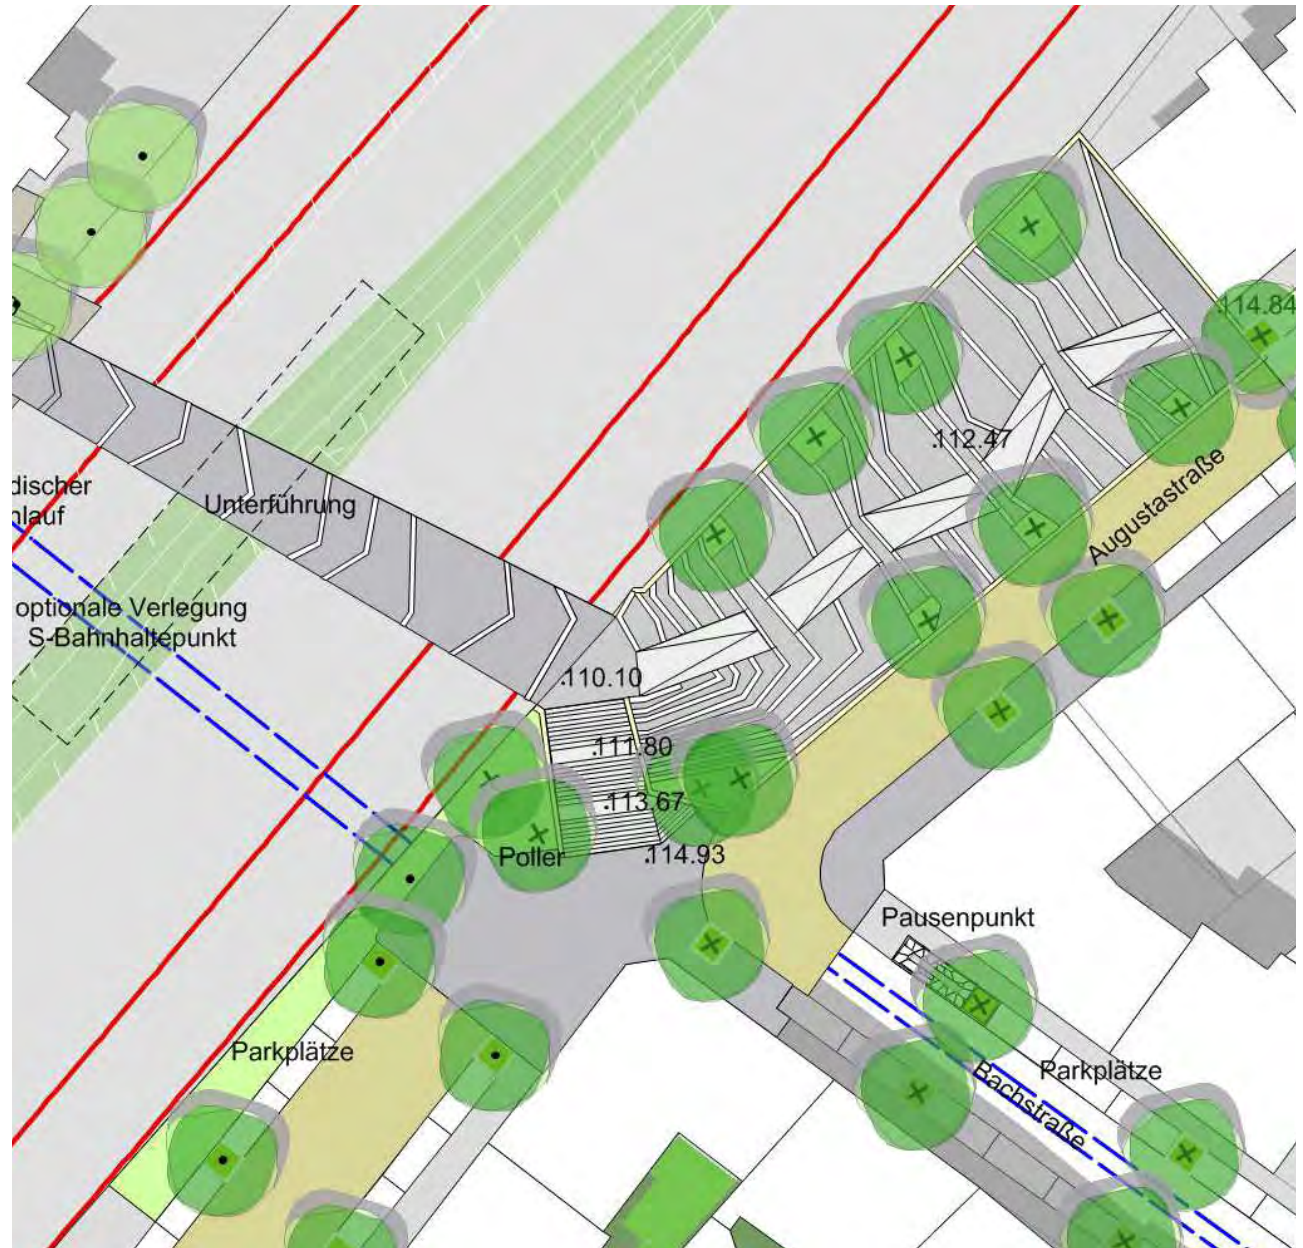 .114.84
.112.47
Augustastraße
discher
nlauf
Unterführung
optionale Verlegung
S-Bahnhaltepunkt
.110.10
.111.80
.113.67
.114.93
Poller
Pausenpunkt
Parkplätze
Parkplätze
Bachstraße